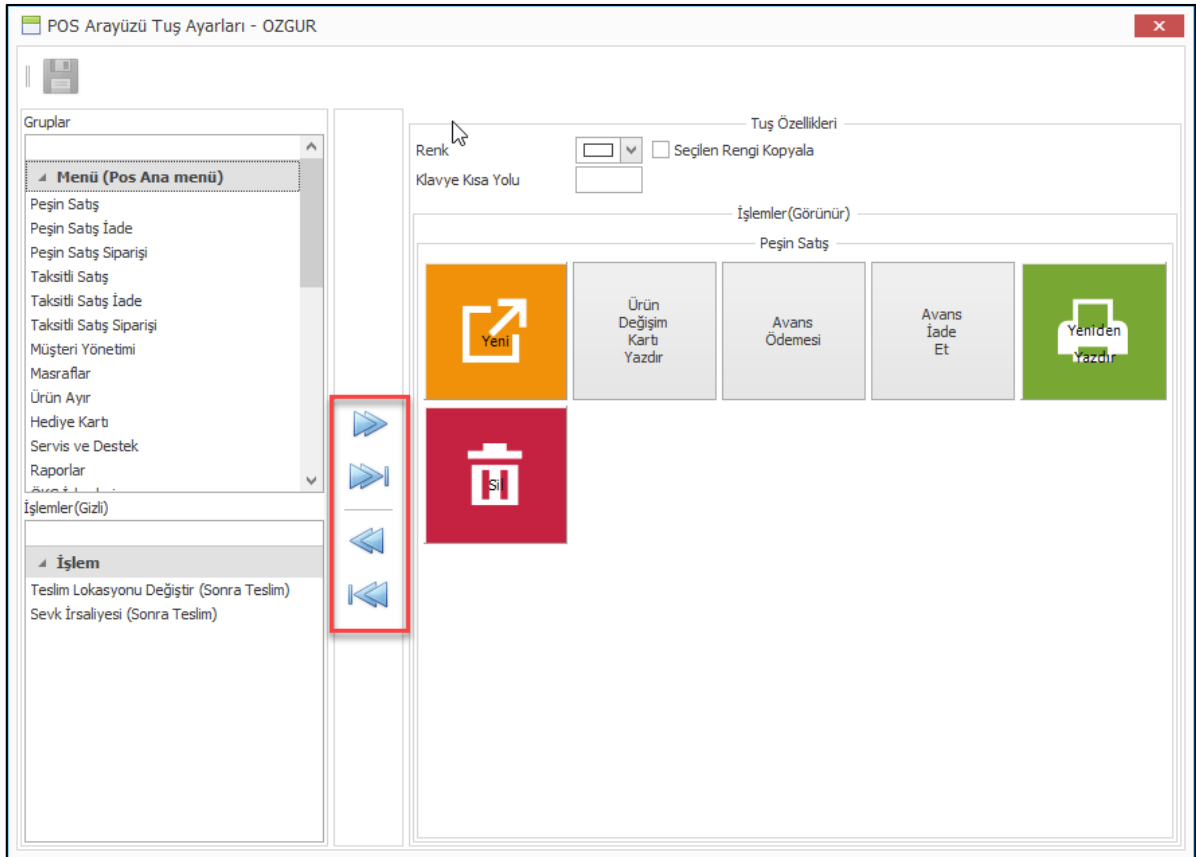 POS Arayüzü Tuş Ayarları - OZGUR
Gruplar
Menü (Pos Ana menü)
Peşin Satış
Peşin Satış İade
Peşin Satış Siparişi
Taksitli Satış
Taksitli Satış İade
Taksitli Satış Siparişi
Müşteri Yönetimi
Masraflar
Ürün Ayır
Hediye Kartı
Servis ve Destek
Raporlar
İşlemler(Gizli)
İşlem
Teslim Lokasyonu Değiştir (Sonra Teslim)
Sevk İrsaliyesi (Sonra Teslim)
Tuş Özellikleri
Renk
Seçilen Rengi Kopyala
Klavye Kısa Yolu
İşlemler(Görünür)
Peşin Satış
Yeni
Ürün
Değişim
Kartı
Yazdır
Avans
Ödemesi
Avans
İade
Et
Yeniden
Yazdır
Sil